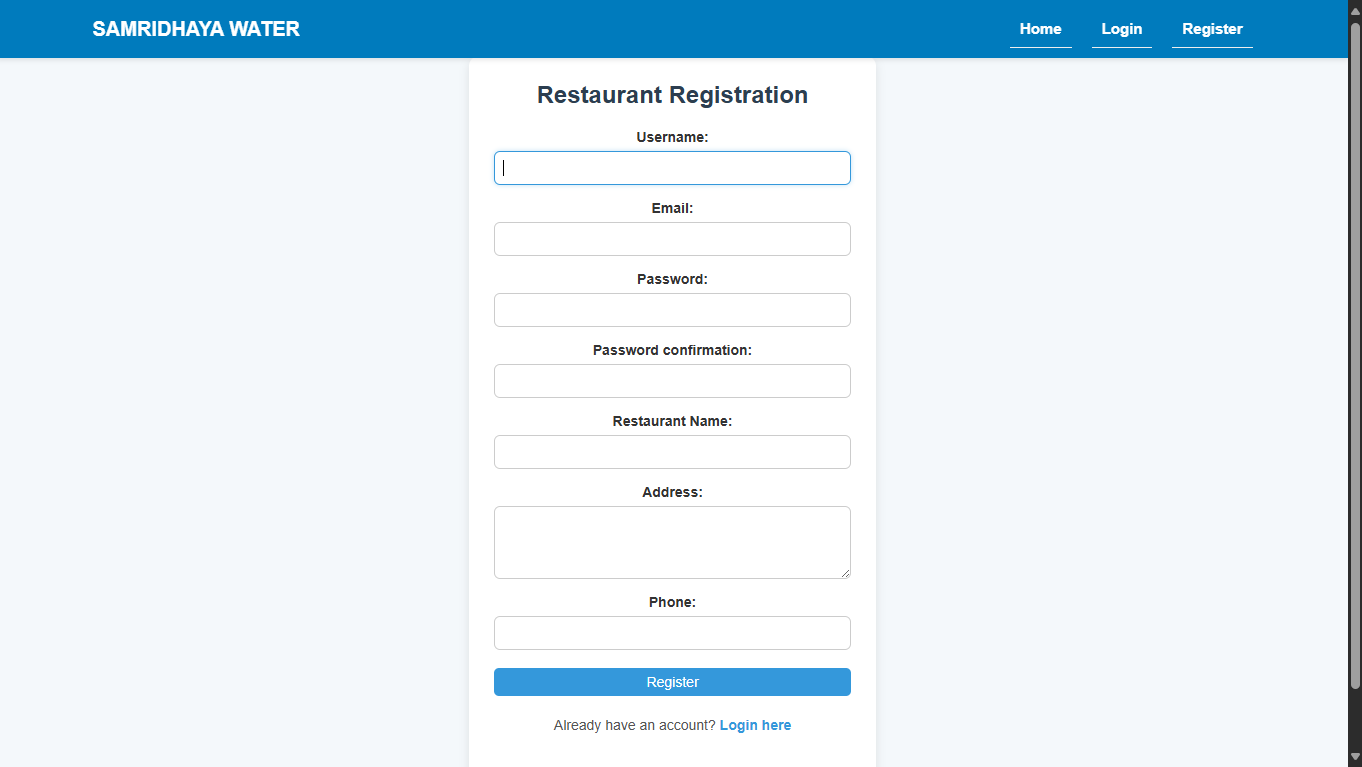 SAMRIDHAYA WATER
Home Login Register
Restaurant Registration
Username:
Email:
Password:
Password confirmation:
Restaurant Name:
Address:
Phone:
Register
Already have an account? Login here